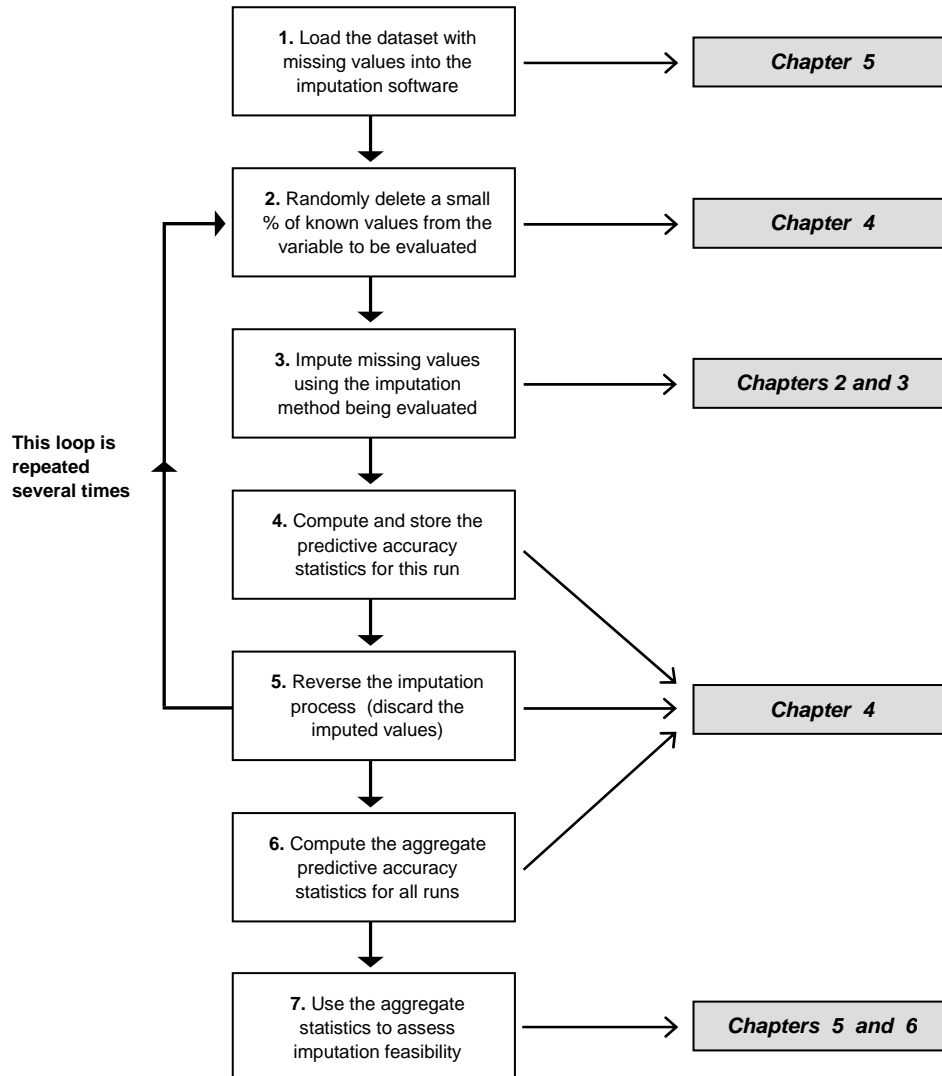 1. Load the dataset with
missing values into the
imputation software
Chapter 5
2. Randomly delete a small
% of known values from the
variable to be evaluated
Chapter 4
3. Impute missing values
using the imputation
method being evaluated
Chapters 2 and 3
This loop is
repeated
several times
4. Compute and store the
predictive accuracy
statistics for this run
5. Reverse the imputation
process (discard the
imputed values)
Chapter 4
6. Compute the aggregate
predictive accuracy
statistics for all runs
7. Use the aggregate
statistics to assess
imputation feasibility
Chapters 5 and 6